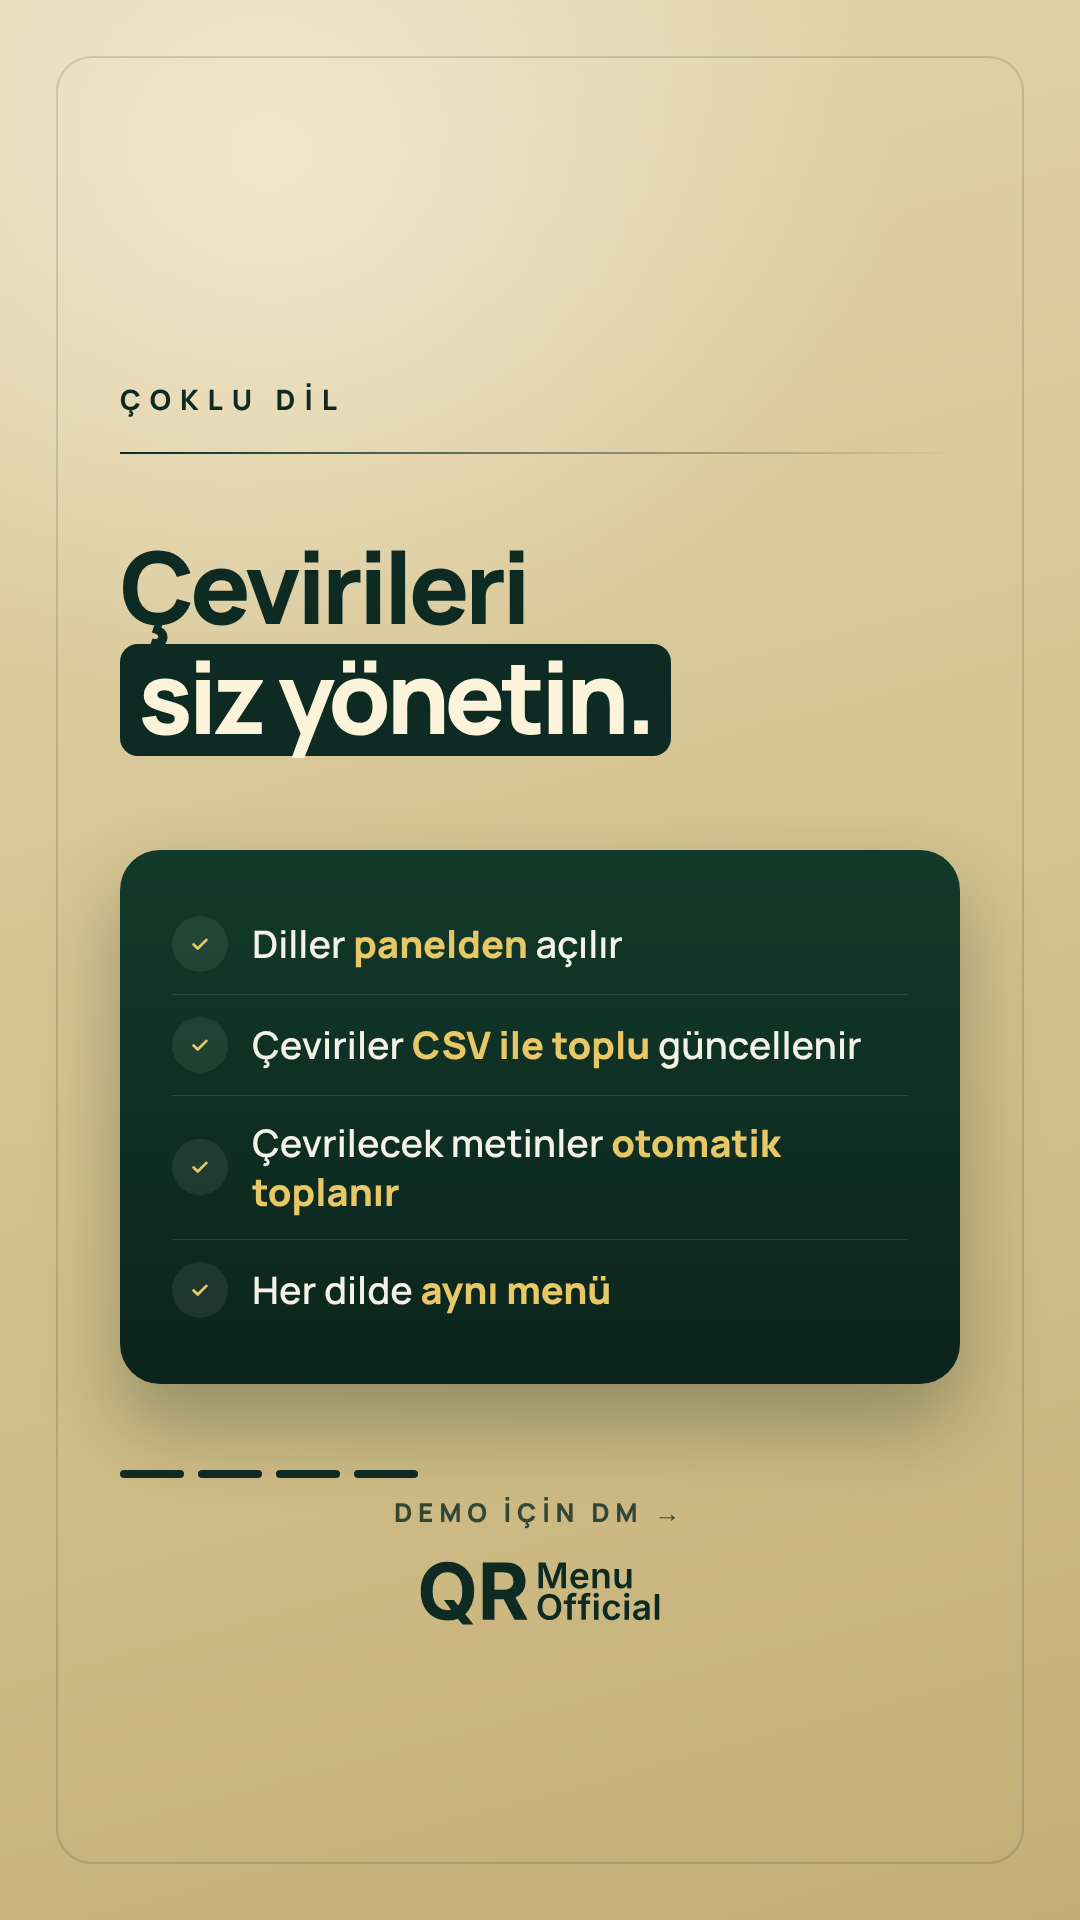 ÇOKLU DİL
Çevirileri
siz yönetin.
Diller panelden açılır
Çeviriler CSV ile toplu güncellenir
Çevrilecek metinler otomatik
toplanır
Her dilde aynı menü
DEMO İÇİN DM →
QR Menu
Official